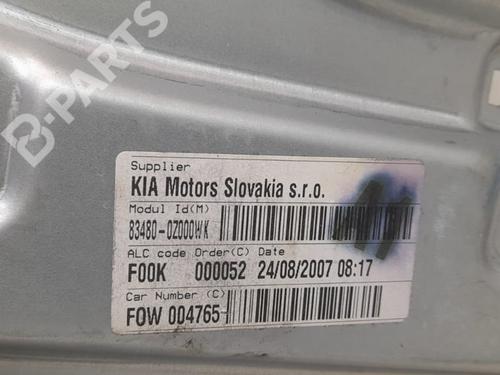 B-PARTS
Supplier
KIA Motors Slovakia s.r.o.
Modul Id(M)
83480-0Z000WK
ALC code Order(C) Date
F00K 000052 24/08/2007 08:17
Car Number (C)
FOW 004765